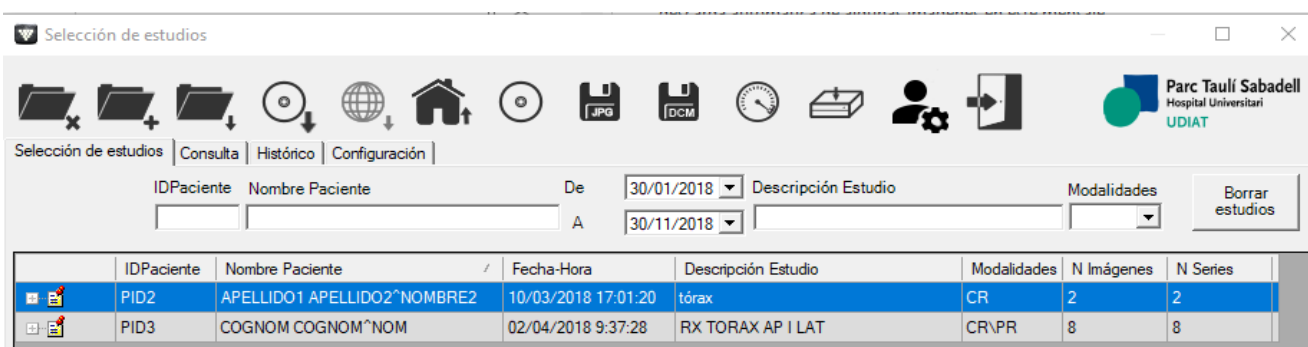 Selección de estudios
JPG
DCM
Parc Taulí Sabadell
Hospital Universitari
UDIAT
Selección de estudios Consulta Histórico Configuración
IDPaciente Nombre Paciente De 30/01/2018 Descripción Estudio Modalidades Borrar estudios
A 30/11/2018
IDPaciente Nombre Paciente Fecha-Hora Descripción Estudio Modalidades N Imágenes N Series
PID2 APELLIDO1 APELLIDO2^NOMBRE2 10/03/2018 17:01:20 tórax CR 2 2
PID3 COGNOM COGNOM^NOM 02/04/2018 9:37:28 RX TORAX AP I LAT CR\PR 8 8